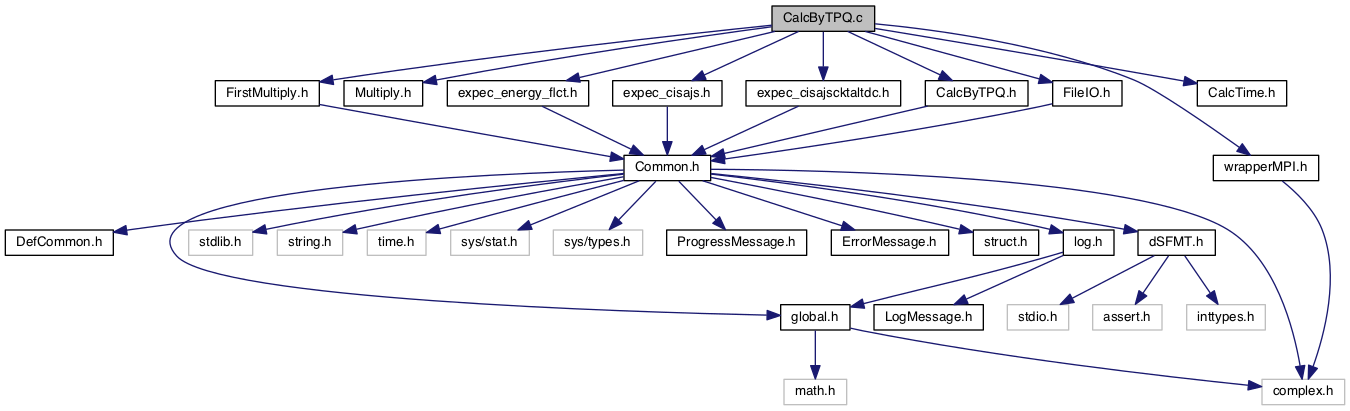 CalcByTPQ.c
FirstMultiply.h
Multiply.h
expec_energy_flct.h
expec_cisajs.h
expec_cisajscktaltdc.h
CalcByTPQ.h
FileIO.h
CalcTime.h
Common.h
wrapperMPI.h
DefCommon.h
stdlib.h
string.h
time.h
sys/stat.h
sys/types.h
ProgressMessage.h
ErrorMessage.h
struct.h
log.h
dSFMT.h
global.h
LogMessage.h
stdio.h
assert.h
inttypes.h
math.h
complex.h